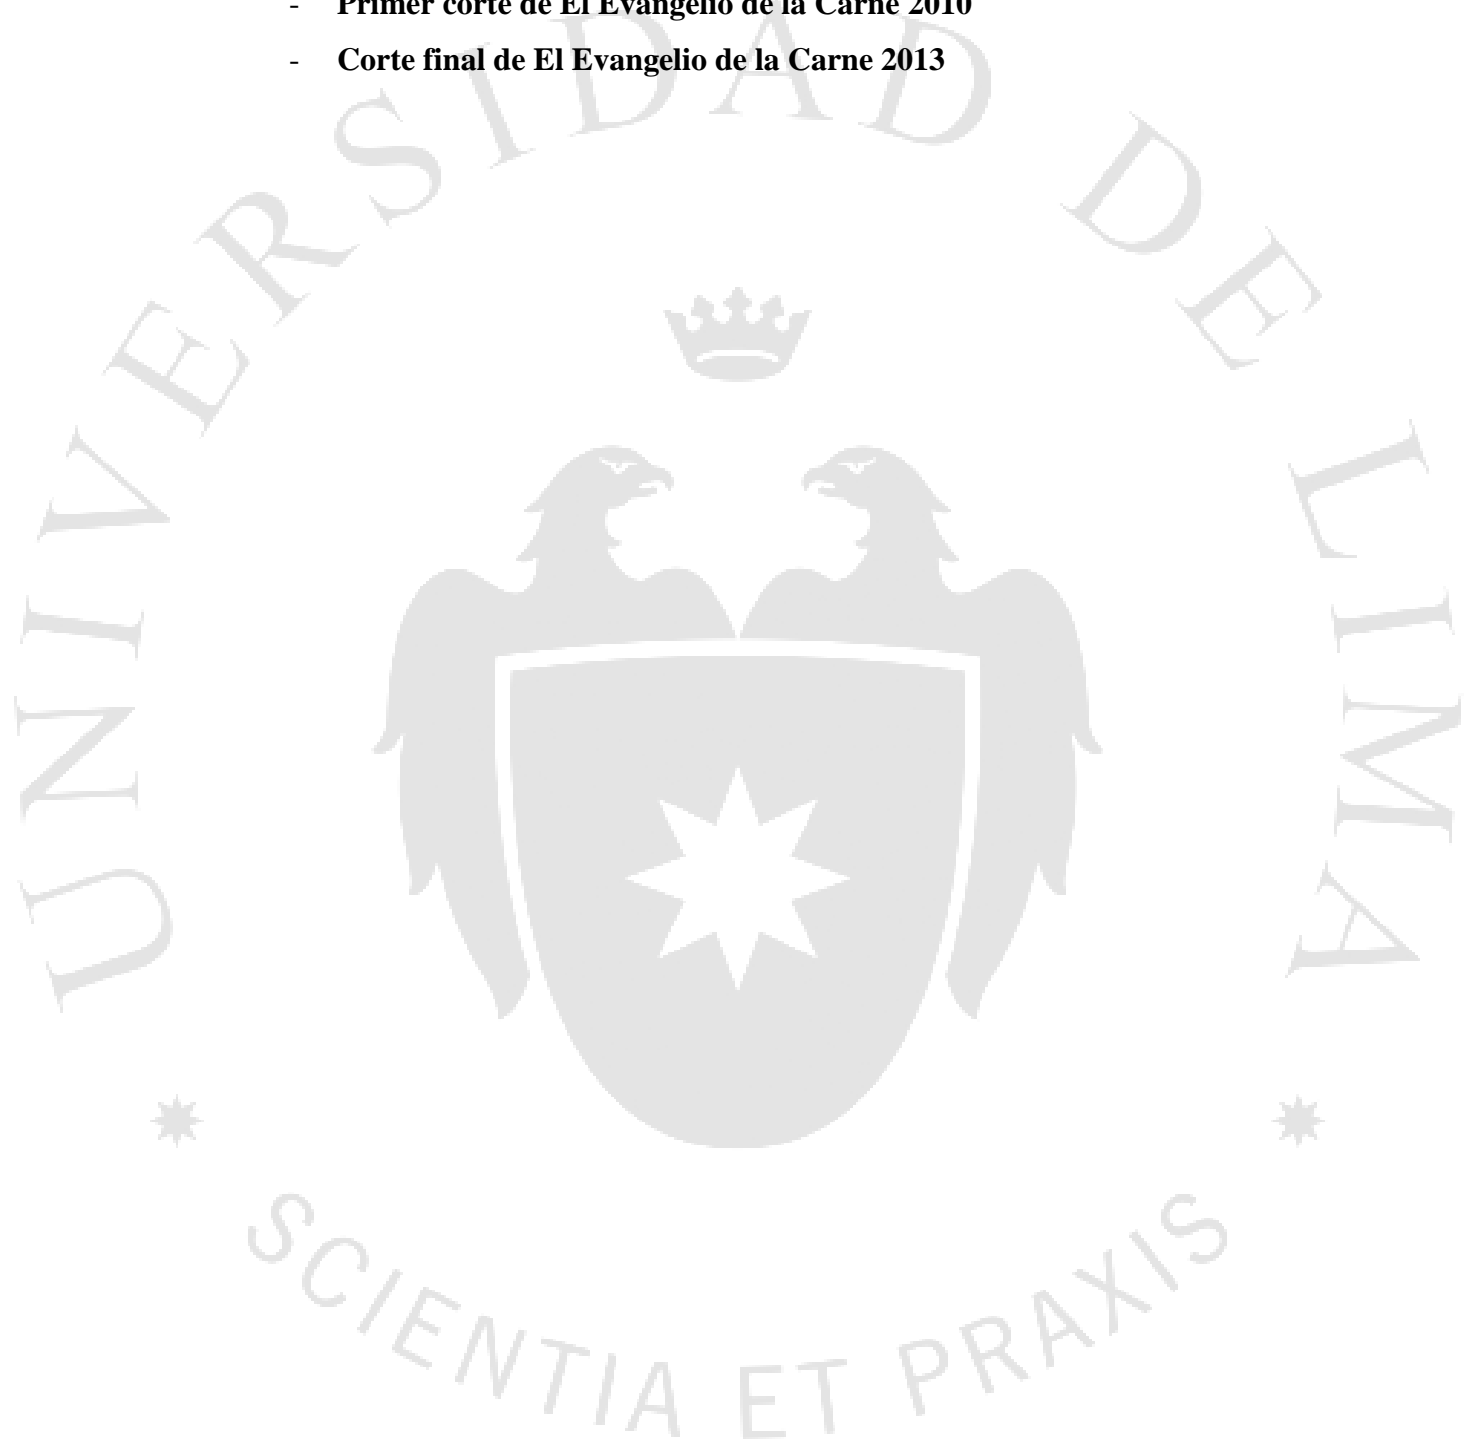 - Primer corte de El Evangelio de la Carne 2010
- Corte final de El Evangelio de la Carne 2013
UNIVERSIDAD DE LIMA
SCIENTIA ET PRAXIS